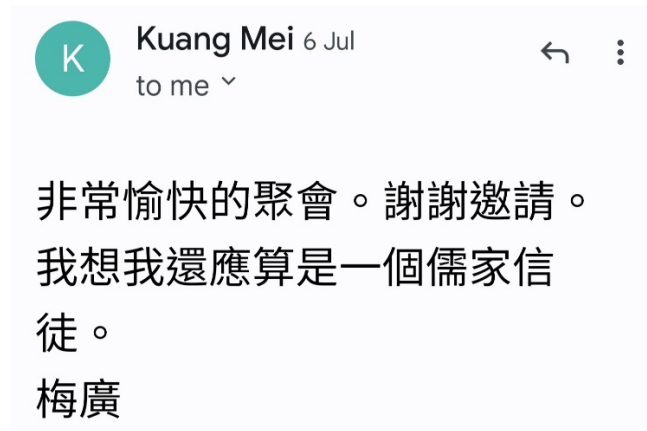 K
Kuang Mei 6 Jul
to me
非常愉快的聚會。謝謝邀請。
我想我還應算是一個儒家信
徒。
梅廣